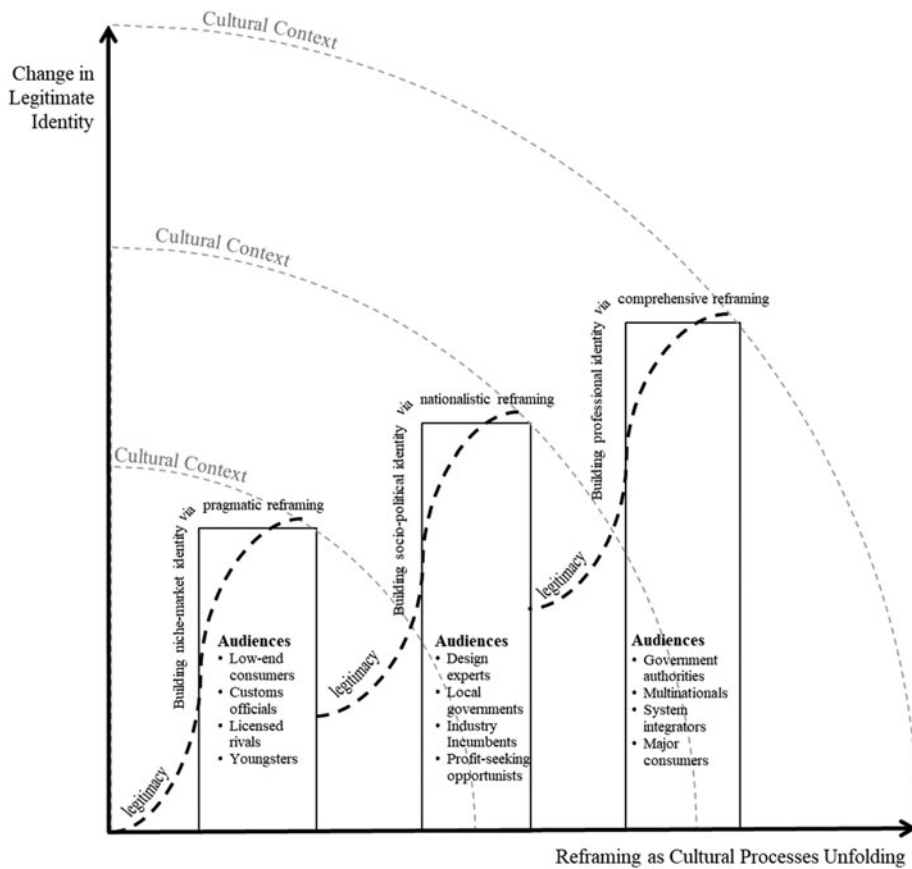 Cultural Context
Change in
Legitimate
Identity
Cultural Context
Cultural Context
Building niche-market identity via pragmatic reframing
Building socio-political identity via nationalistic reframing
Building professional identity via comprehensive reframing
legitimacy
legitimacy
legitimacy
Audiences
• Low-end
consumers
• Customs
officials
• Licensed
rivals
• Youngsters
Audiences
• Design
experts
• Local
governments
• Industry
Incumbents
• Profit-seeking
opportunists
Audiences
• Government
authorities
• Multinationals
• System
integrators
• Major
consumers
Reframing as Cultural Processes Unfolding